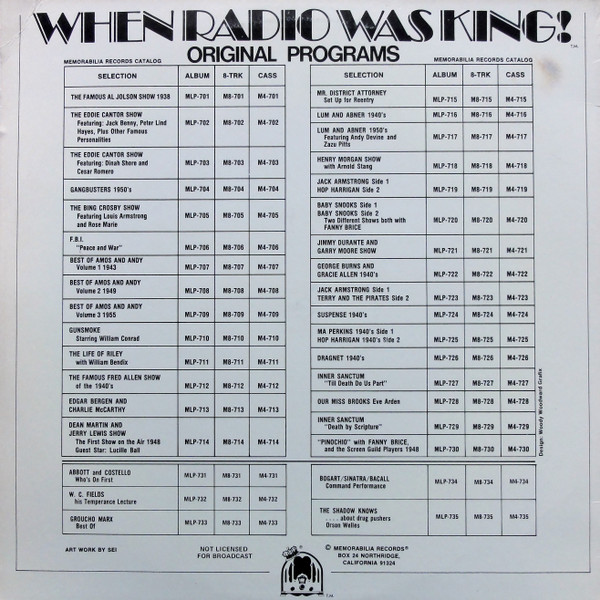 WHEN RADIO WAS KING!
TM
ORIGINAL PROGRAMS
MEMORABILIA RECORDS CATALOG
SELECTION ALBUM 8-TRK CASS
THE FAMOUS AL JOLSON SHOW 1938 MLP-701 M8-701 M4-701
THE EDDIE CANTOR SHOW
Featuring: Jack Benny, Peter Lind
Hayes, Plus Other Famous
Personalities
MLP-702 M8-702 M4-702
THE EDDIE CANTOR SHOW
Featuring: Dinah Shore and
Cesar Romero
MLP-703 M8-703 M4-703
GANGBUSTERS 1950's MLP-704 M8-704 M4-704
THE BING CROSBY SHOW
Featuring Louis Armstrong
and Rose Marie
MLP-705 M8-705 M4-705
F.B.I.
"Peace and War" MLP-706 M8-706 M4-706
BEST OF AMOS AND ANDY
Volume 1 1943 MLP-707 M8-707 M4-707
BEST OF AMOS AND ANDY
Volume 2 1949 MLP-708 M8-708 M4-708
BEST OF AMOS AND ANDY
Volume 3 1955 MLP-709 M8-709 M4-709
GUNSMOKE
Starring William Conrad MLP-710 M8-710 M4-710
THE LIFE OF RILEY
with William Bendix MLP-711 M8-711 M4-711
THE FAMOUS FRED ALLEN SHOW
of the 1940's MLP-712 M8-712 M4-712
EDGAR BERGEN AND
CHARLIE McCARTHY MLP-713 M8-713 M4-713
DEAN MARTIN AND
JERRY LEWIS SHOW
The First Show on the Air 1948
Guest Star: Lucille Ball
MLP-714 M8-714 M4-714
ABBOTT and COSTELLO
Who's On First MLP-731 M8-731 M4-731
W. C. FIELDS
his Temperance Lecture MLP-732 M8-732 M4-732
GROUCHO MARX
Best Of MLP-733 M8-733 M4-733
MEMORABILIA RECORDS CATALOG
SELECTION ALBUM 8-TRK CASS
MR. DISTRICT ATTORNEY
Set Up for Reentry MLP-715 M8-715 M4-715
LUM AND ABNER 1940's MLP-716 M8-716 M4-716
LUM AND ABNER 1950's
Featuring Andy Devine and
Zazu Pitts
MLP-717 M8-717 M4-717
HENRY MORGAN SHOW
with Arnold Stang MLP-718 M8-718 M4-718
JACK ARMSTRONG Side 1
HOP HARRIGAN Side 2 MLP-719 M8-719 M4-719
BABY SNOOKS Side 1
BABY SNOOKS Side 2
Two Different Shows both with
FANNY BRICE
MLP-720 M8-720 M4-720
JIMMY DURANTE AND
GARRY MOORE SHOW MLP-721 M8-721 M4-721
GEORGE BURNS AND
GRACIE ALLEN 1940's MLP-722 M8-722 M4-722
JACK ARMSTRONG Side 1
TERRY AND THE PIRATES Side 2 MLP-723 M8-723 M4-723
SUSPENSE 1940's MLP-724 M8-724 M4-724
MA PERKINS 1940's Side 1
HOP HARRIGAN 1940's Side 2 MLP-725 M8-725 M4-725
DRAGNET 1940's MLP-726 M8-726 M4-726
INNER SANCTUM
"Till Death Do Us Part" MLP-727 M8-727 M4-727
OUR MISS BROOKS Eve Arden MLP-728 M8-728 M4-728
INNER SANCTUM
"Death by Scripture" MLP-729 M8-729 M4-729
"PINOCHIO" with FANNY BRICE,
and the Screen Guild Players 1948 MLP-730 M8-730 M4-730
BOGART/SINATRA/BACALL
Command Performance MLP-734 M8-734 M4-734
THE SHADOW KNOWS
. . . . about drug pushers
Orson Welles
MLP-735 M8-735 M4-735
Design: Woody Woodward Grafix
ART WORK BY SEI
NOT LICENSED
FOR BROADCAST
TM
© MEMORABILIA RECORDS®
BOX 24 NORTHRIDGE,
CALIFORNIA 91324